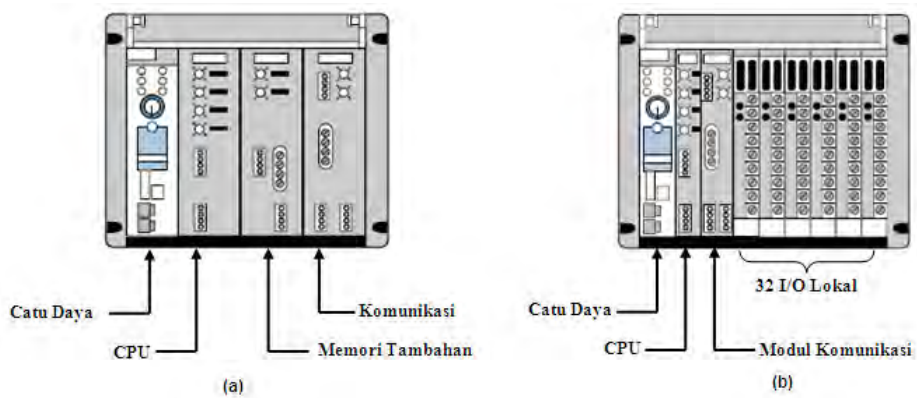 Catu Daya
CPU
Komunikasi
Memori Tambahan
(a)
32 I/O Lokal
Catu Daya
CPU
Modul Komunikasi
(b)